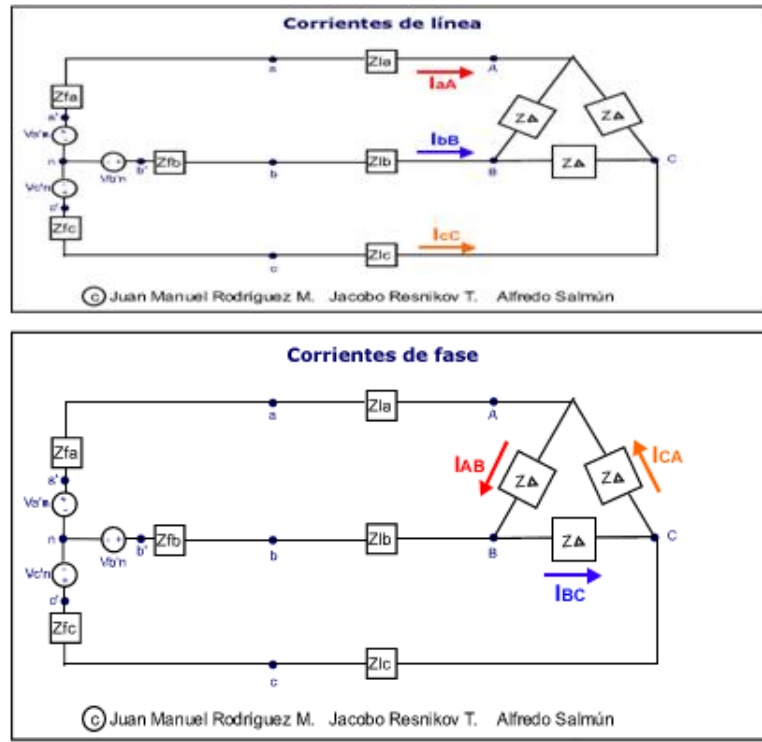 Corrientes de línea
a
Zla
IaA
A
Zfa
a'
Va'n
ZΔ
ZΔ
n
b'
Vb'n
Zfb
b
Zlb
IbB
B
ZΔ
C
Vc'n
c'
Zfc
c
Zlc
IcC
© Juan Manuel Rodríguez M. Jacobo Resnikov T. Alfredo Salmún
Corrientes de fase
a
Zla
A
Zfa
a'
Va'n
IAB
ZΔ
ZΔ
ICA
n
b'
Vb'n
Zfb
b
Zlb
B
ZΔ
C
IBC
Vc'n
c'
Zfc
c
Zlc
© Juan Manuel Rodríguez M. Jacobo Resnikov T. Alfredo Salmún